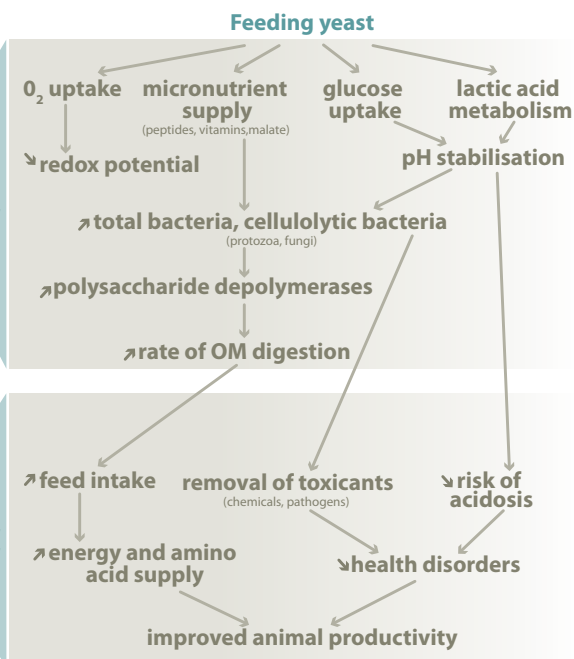 Feeding yeast
0₂ uptake
micronutrient
supply
(peptides, vitamins,malate)
glucose
uptake
lactic acid
metabolism
↘ redox potential
pH stabilisation
↗ total bacteria, cellulolytic bacteria
(protozoa, fungi)
↗ polysaccharide depolymerases
↗ rate of OM digestion
↗ feed intake
removal of toxicants
(chemicals, pathogens)
↘ risk of
acidosis
↗ energy and amino
acid supply
↘ health disorders
improved animal productivity